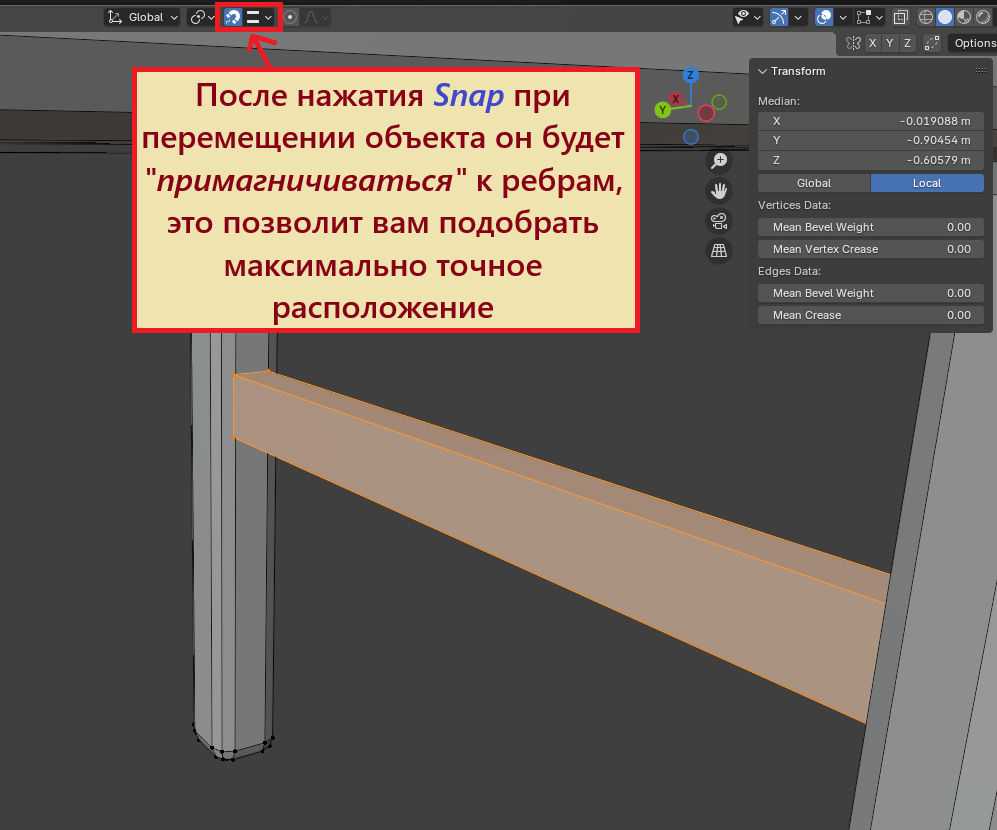 Global
Options
X Y Z
После нажатия Snap при
перемещении объекта он будет
"примагничиваться" к ребрам,
это позволит вам подобрать
максимально точное
расположение
Z
X
Y
Transform
Median:
X -0.019088 m
Y -0.90454 m
Z -0.60579 m
Global Local
Vertices Data:
Mean Bevel Weight 0.00
Mean Vertex Crease 0.00
Edges Data:
Mean Bevel Weight 0.00
Mean Crease 0.00